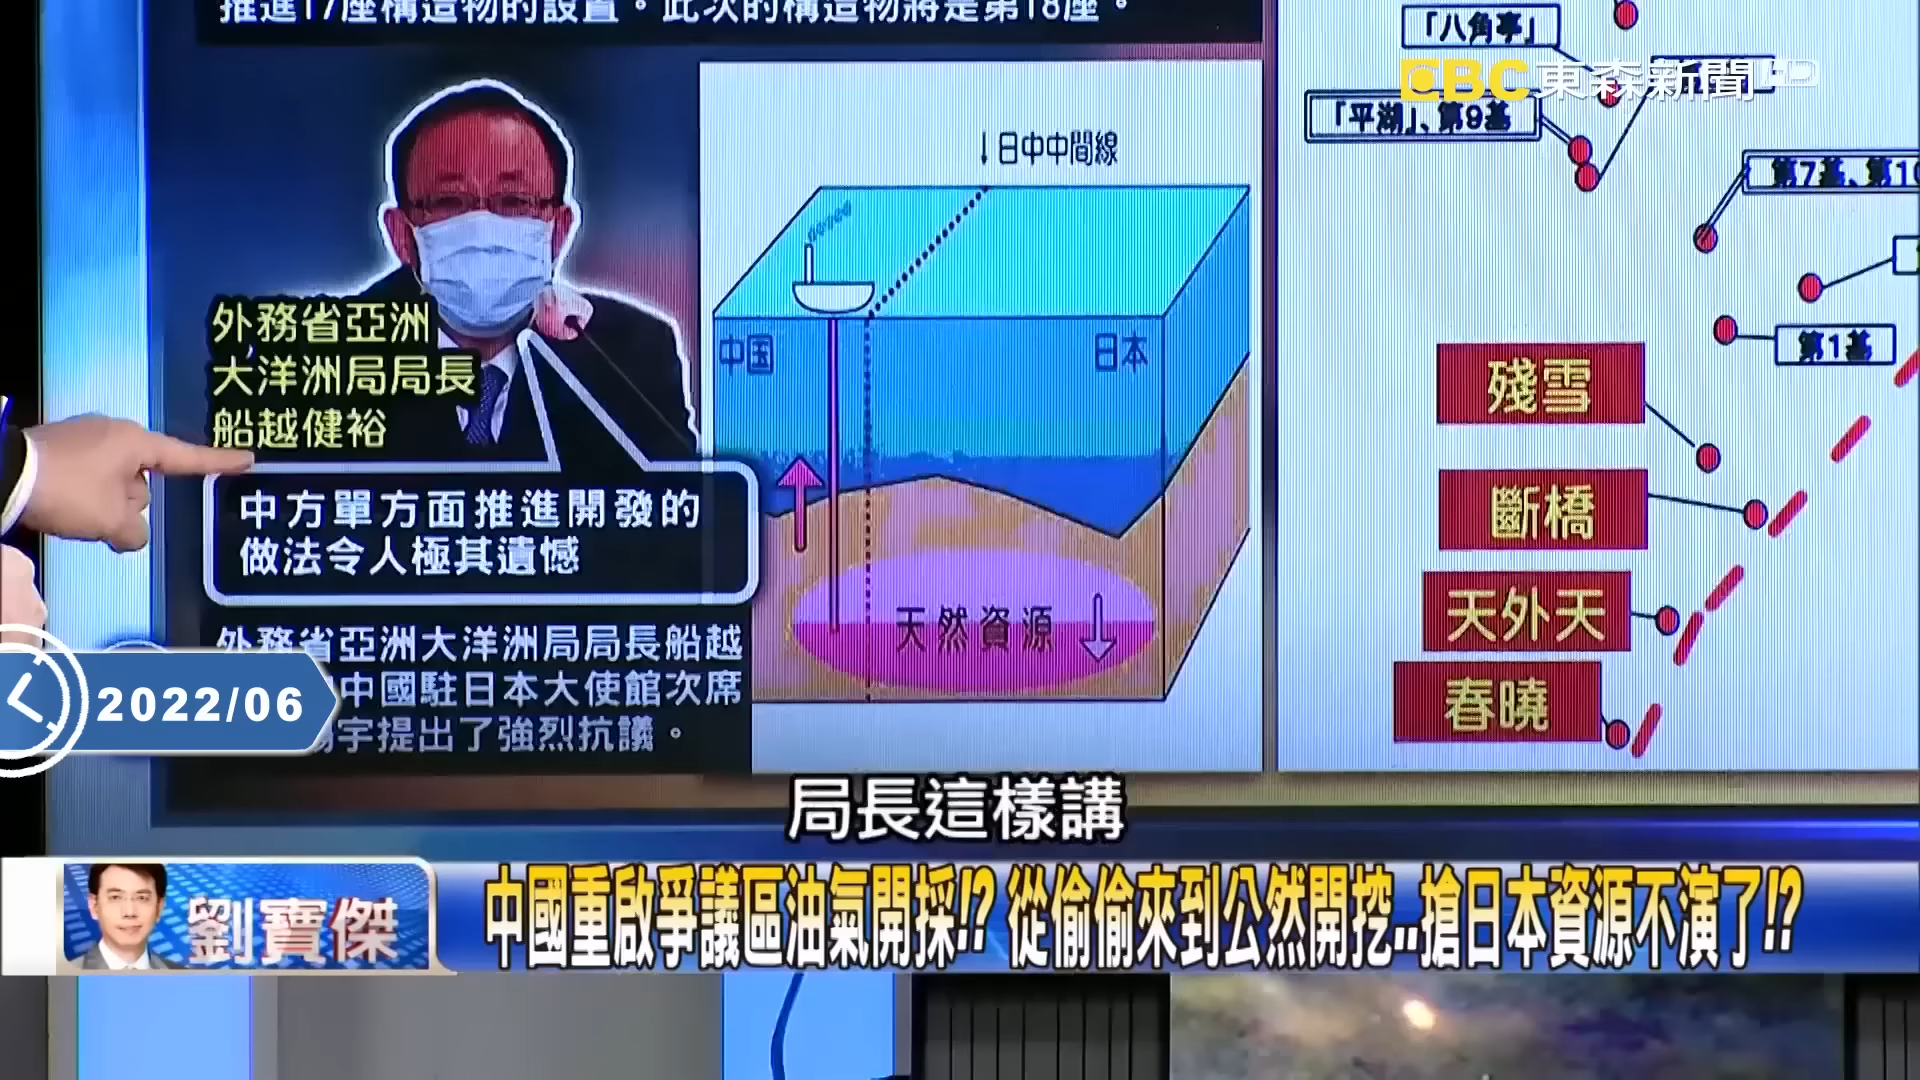 推進17座構造物的設置。此次的構造物將是第18座。
「八角亭」
EBC 東森新聞 HD
「平湖」、第9基
↓日中中間線
第7基、第1
中国
日本
第1基
外務省亞洲
大洋洲局局長
船越健裕
殘雪
中方單方面推進開發的
做法令人極其遺憾
斷橋
天然資源
天外天
外務省亞洲大洋洲局局長船越
中國駐日本大使館次席
宇提出了強烈抗議。
春曉
2022/06
局長這樣講
劉寶傑
中國重啟爭議區油氣開採!? 從偷偷來到公然開挖..搶日本資源不演了!?